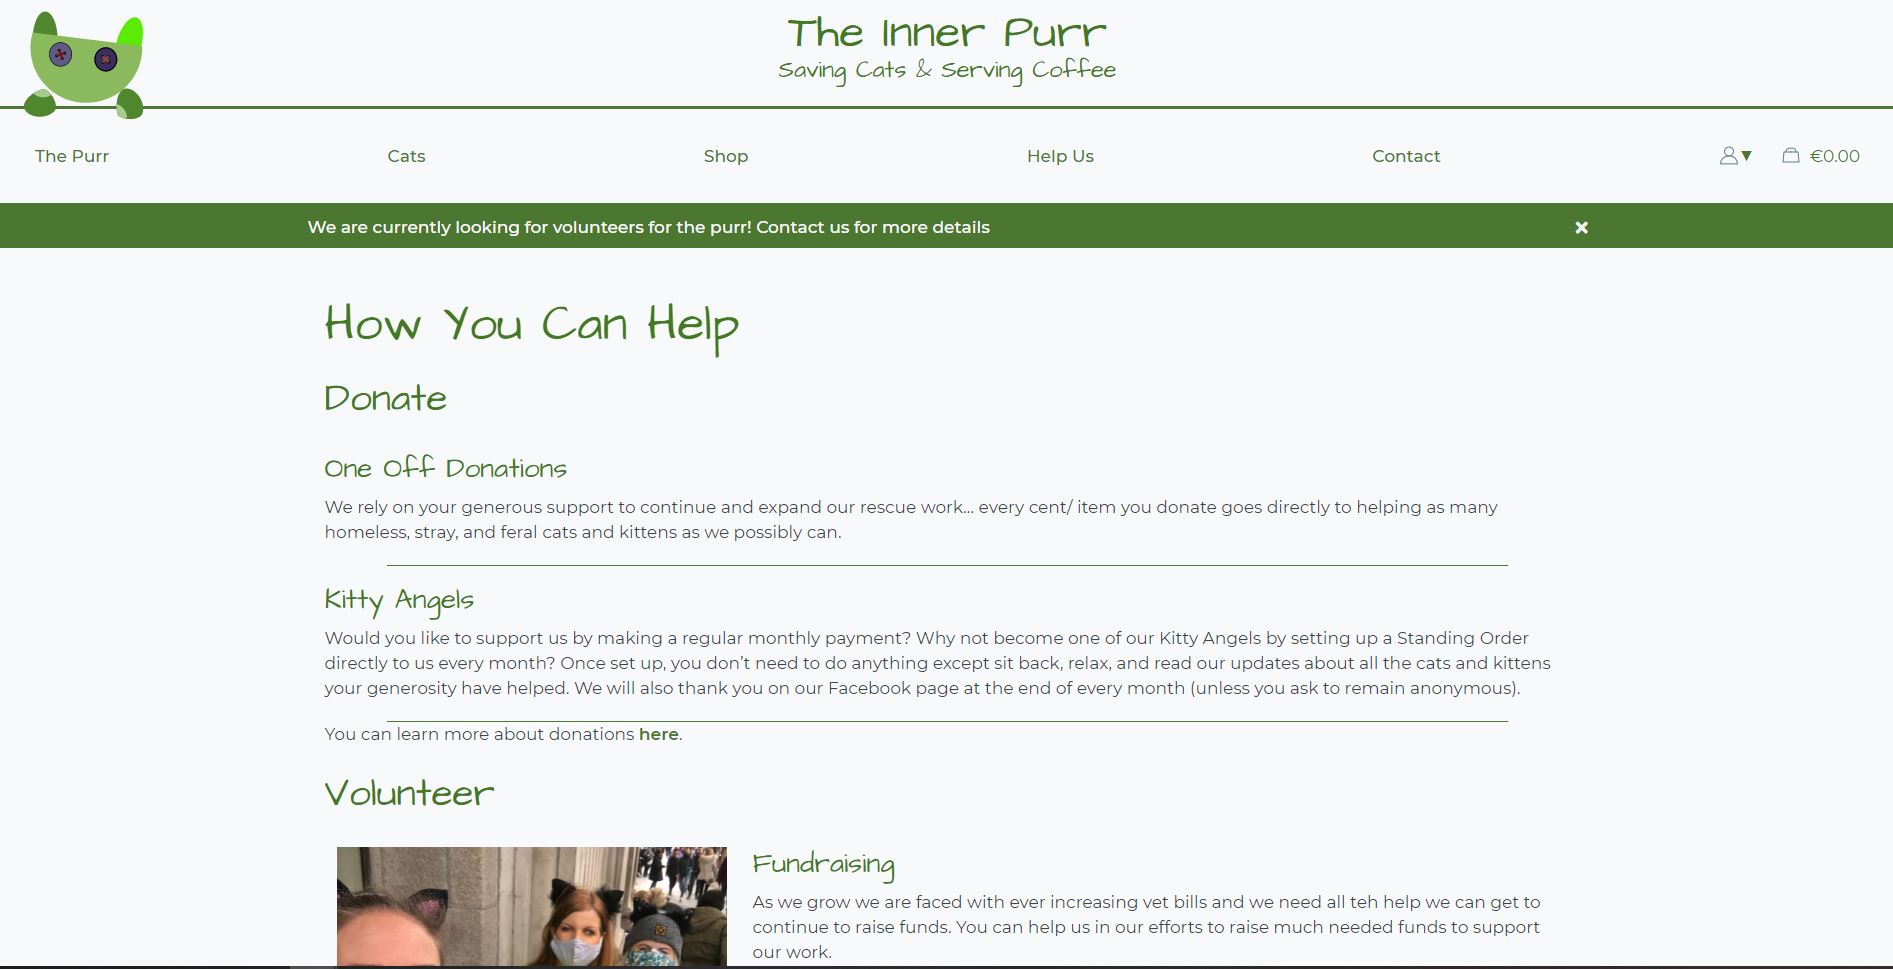 The Inner Purr
Saving Cats & Serving Coffee
The Purr
Cats
Shop
Help Us
Contact
€0.00
We are currently looking for volunteers for the purr! Contact us for more details
How You Can Help
Donate
One Off Donations
We rely on your generous support to continue and expand our rescue work... every cent/ item you donate goes directly to helping as many
homeless, stray, and feral cats and kittens as we possibly can.
Kitty Angels
Would you like to support us by making a regular monthly payment? Why not become one of our Kitty Angels by setting up a Standing Order
directly to us every month? Once set up, you don’t need to do anything except sit back, relax, and read our updates about all the cats and kittens
your generosity have helped. We will also thank you on our Facebook page at the end of every month (unless you ask to remain anonymous).
You can learn more about donations here.
Volunteer
Fundraising
As we grow we are faced with ever increasing vet bills and we need all teh help we can get to
continue to raise funds. You can help us in our efforts to raise much needed funds to support
our work.